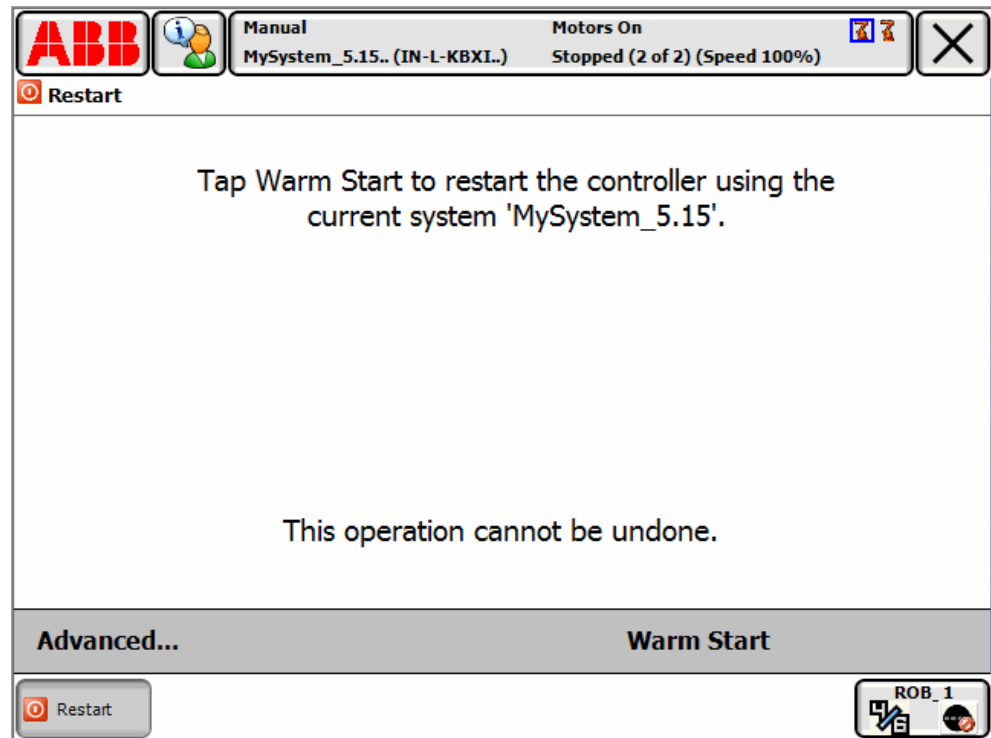 ABB
Manual
Motors On
MySystem_5.15.. (IN-L-KBXI..)
Stopped (2 of 2) (Speed 100%)
Restart
Tap Warm Start to restart the controller using the
current system 'MySystem_5.15'.
This operation cannot be undone.
Advanced...
Warm Start
Restart
ROB_1